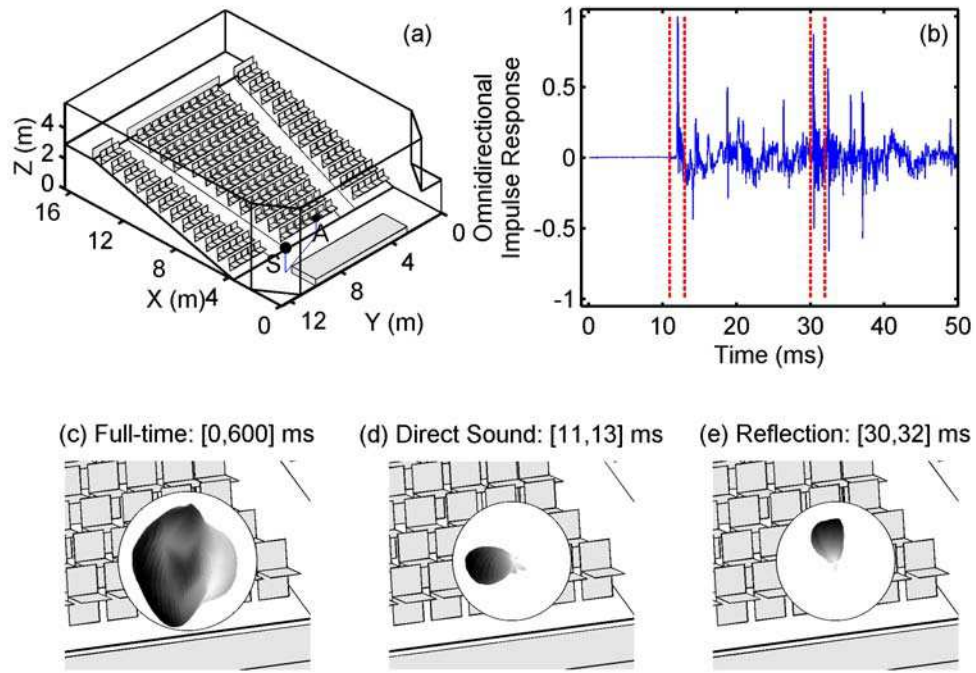 (a)
Z (m)
4
2
0
16
12
8
4
0
X (m)
S
A
12
8
4
0
Y (m)
(b)
Omnidirectional
Impulse Response
1
0.5
0
-0.5
-1
0 10 20 30 40 50
Time (ms)
(c) Full-time: [0,600] ms (d) Direct Sound: [11,13] ms (e) Reflection: [30,32] ms